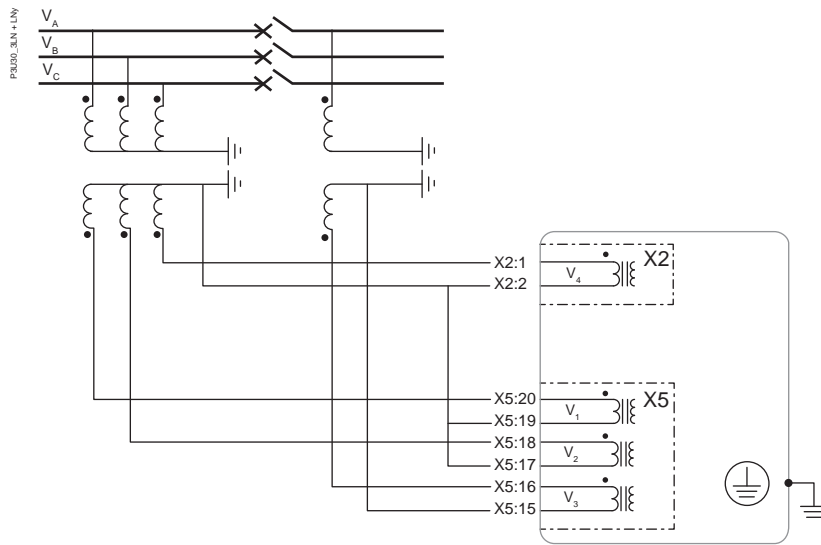 P3U30_3LN + LNy
VA
VB
VC
X2:1
X2:2
V4
X2
X5:20
X5:19
X5:18
X5:17
X5:16
X5:15
V1
V2
V3
X5